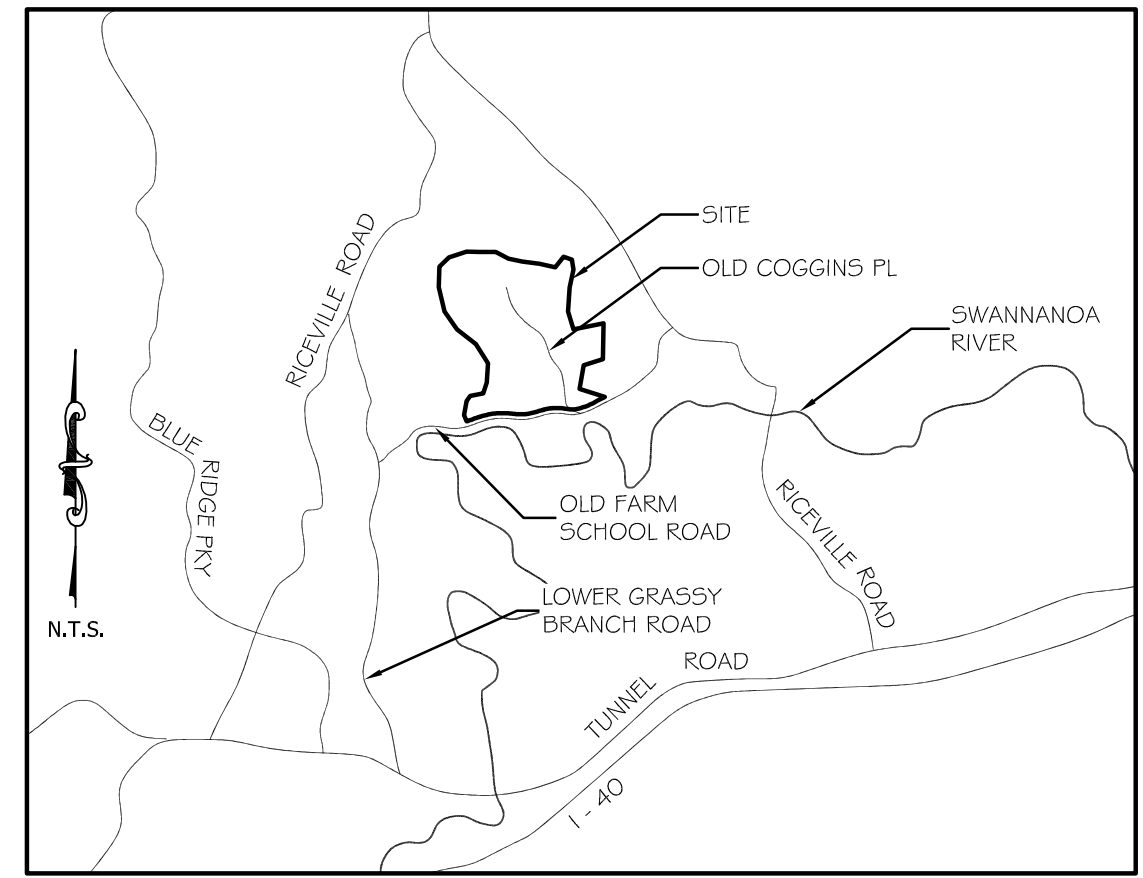 SITE
OLD COGGINS PL
RICEVILLE ROAD
SWANNANOA
RIVER
BLUE RIDGE PKY
OLD FARM
SCHOOL ROAD
RICEVILLE ROAD
LOWER GRASSY
BRANCH ROAD
N.T.S.
TUNNEL ROAD
I - 40